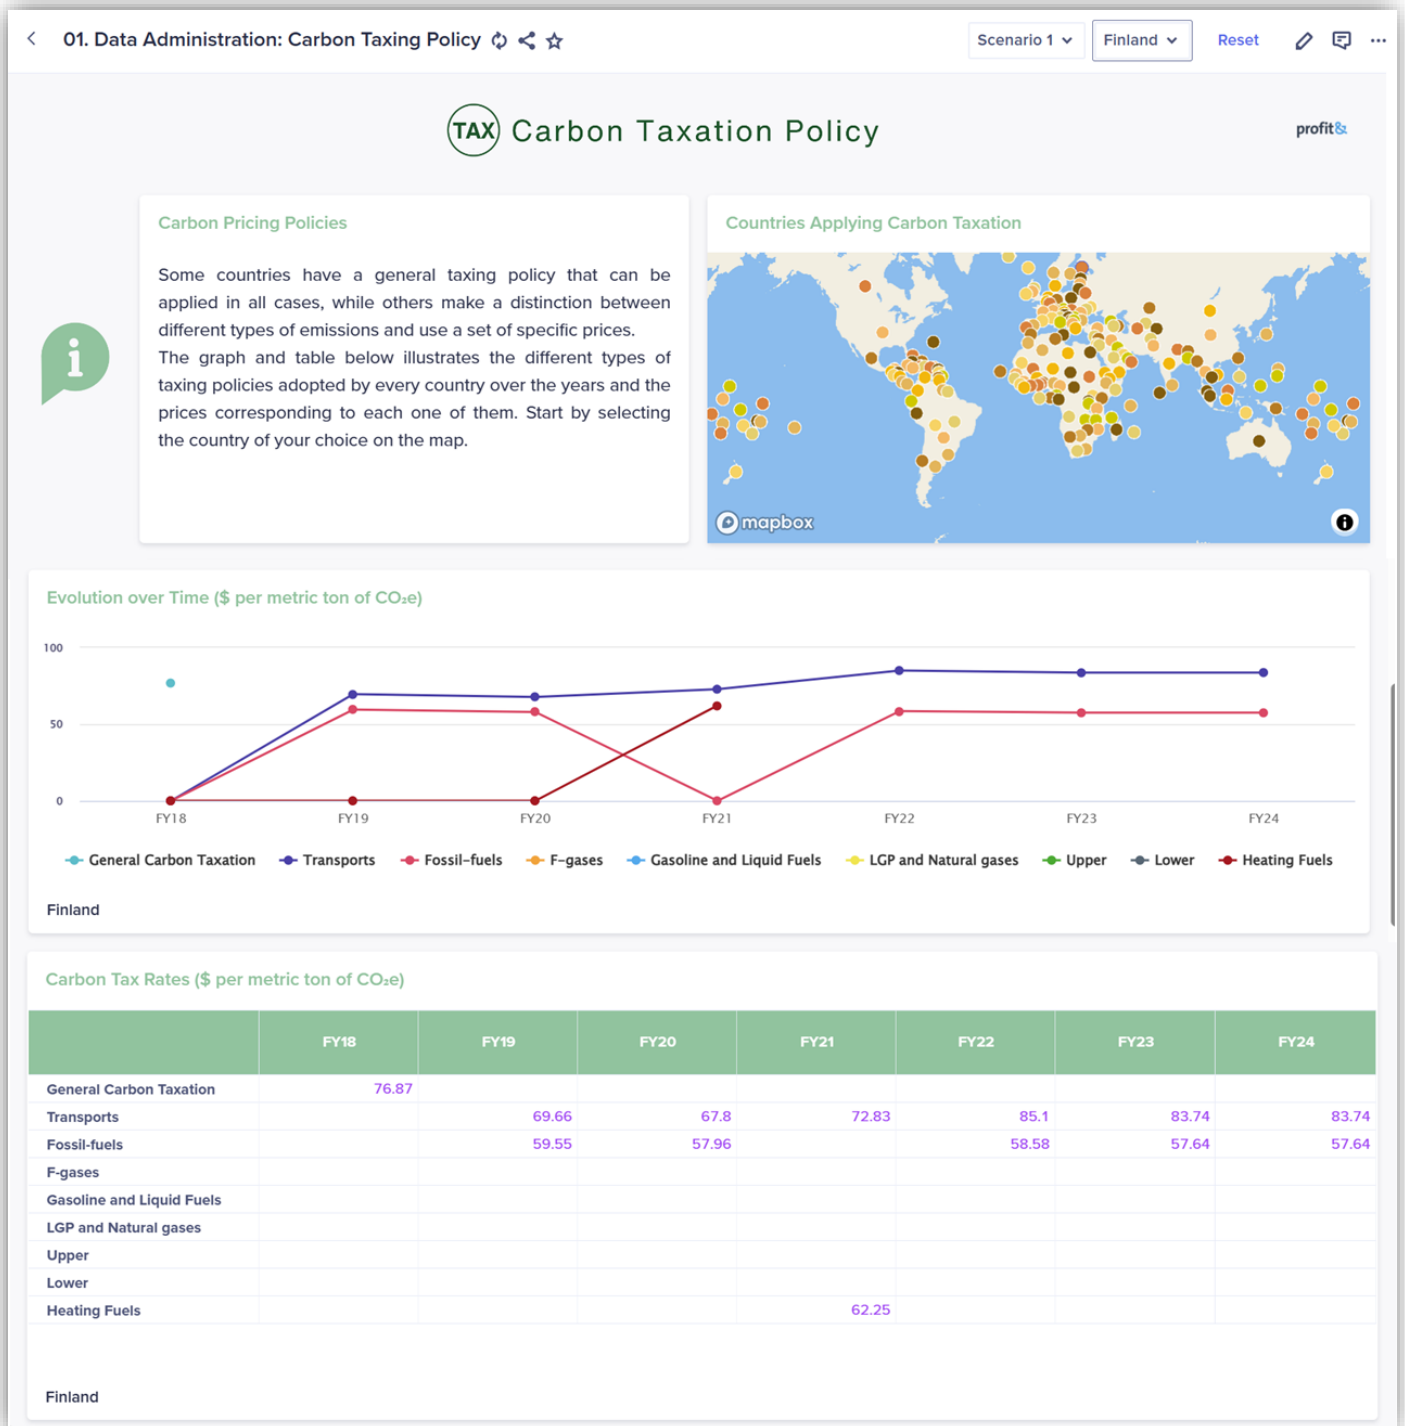 01. Data Administration: Carbon Taxing Policy
Scenario 1
Finland
Reset
TAX
Carbon Taxation Policy
profit&
Carbon Pricing Policies
Some countries have a general taxing policy that can be
applied in all cases, while others make a distinction between
different types of emissions and use a set of specific prices.
The graph and table below illustrates the different types of
taxing policies adopted by every country over the years and the
prices corresponding to each one of them. Start by selecting
the country of your choice on the map.
Countries Applying Carbon Taxation
mapbox
Evolution over Time ($ per metric ton of CO₂e)
100
50
0
FY18 FY19 FY20 FY21 FY22 FY23 FY24
General Carbon Taxation Transports Fossil-fuels F-gases Gasoline and Liquid Fuels LGP and Natural gases Upper Lower Heating Fuels
Finland
Carbon Tax Rates ($ per metric ton of CO₂e)
FY18 FY19 FY20 FY21 FY22 FY23 FY24
General Carbon Taxation 76.87
Transports 69.66 67.8 72.83 85.1 83.74 83.74
Fossil-fuels 59.55 57.96 58.58 57.64 57.64
F-gases
Gasoline and Liquid Fuels
LGP and Natural gases
Upper
Lower
Heating Fuels 62.25
Finland